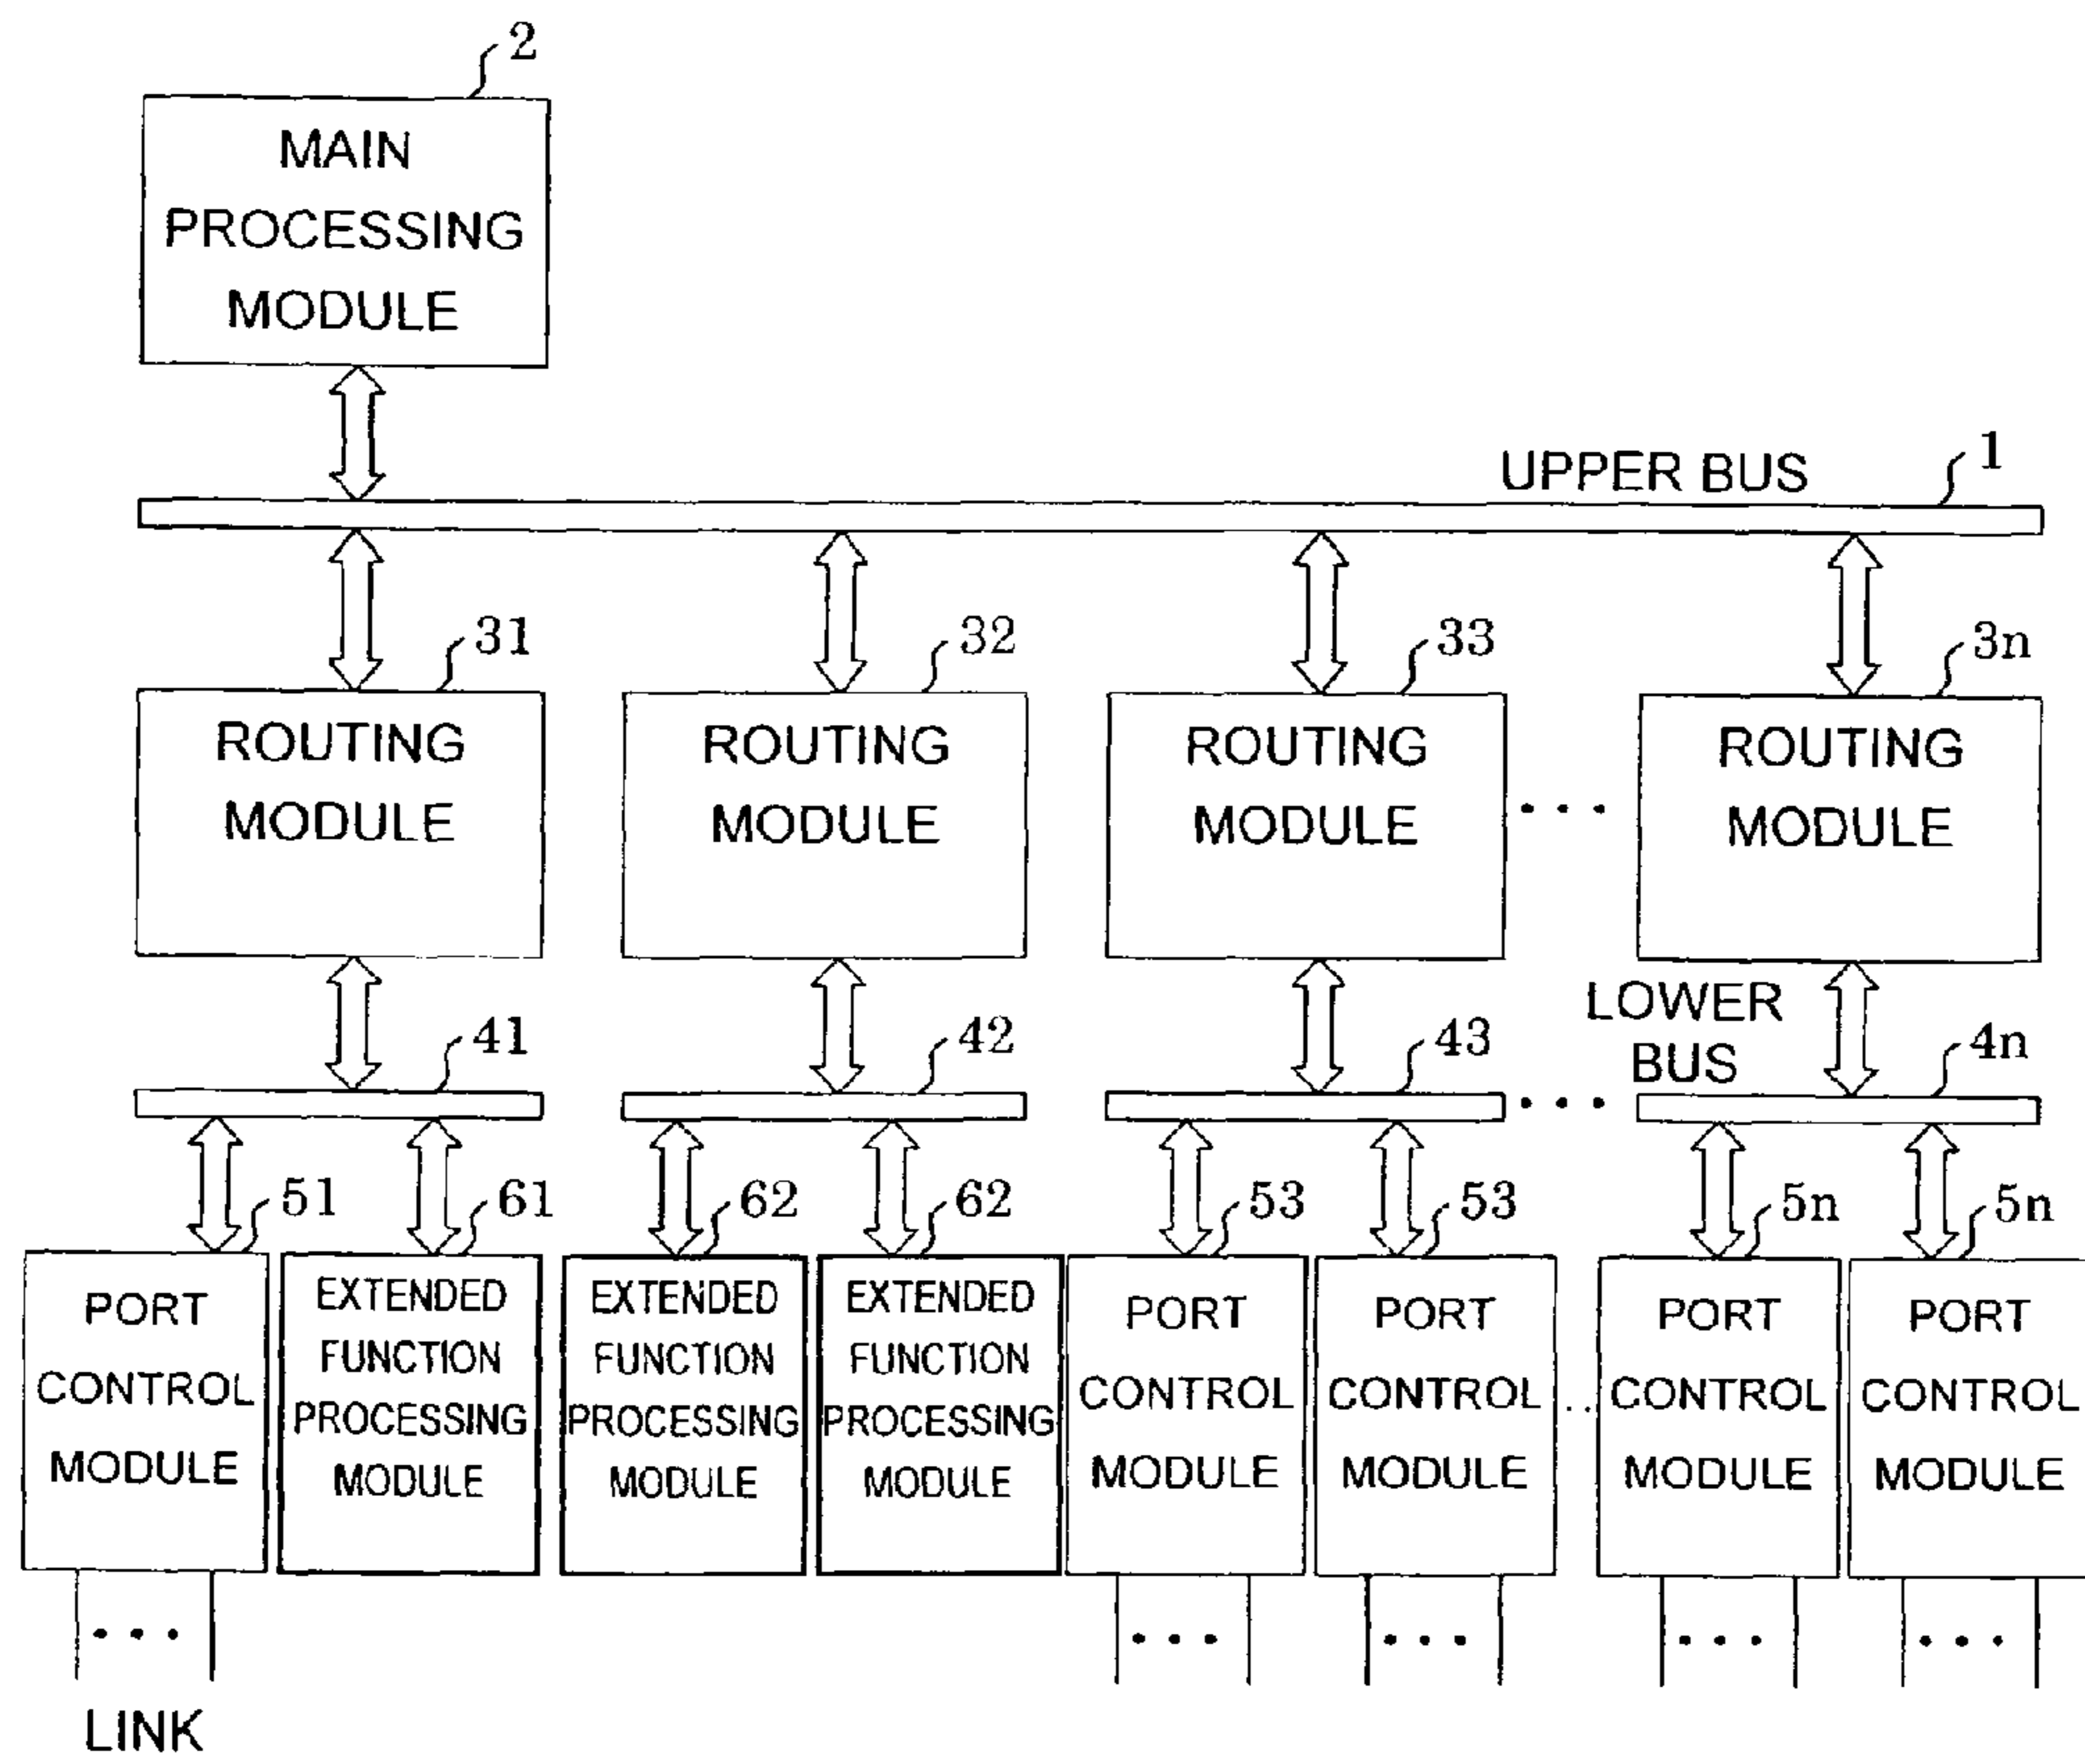 2
MAIN
PROCESSING
MODULE
UPPER BUS
1
31
32
33
3n
ROUTING
MODULE
ROUTING
MODULE
ROUTING
MODULE
• • •
ROUTING
MODULE
LOWER
BUS
41
42
43
• • •
4n
51
61
62
62
53
53
5n
5n
PORT
CONTROL
MODULE
EXTENDED
FUNCTION
PROCESSING
MODULE
EXTENDED
FUNCTION
PROCESSING
MODULE
EXTENDED
FUNCTION
PROCESSING
MODULE
PORT
CONTROL
MODULE
PORT
CONTROL
MODULE
..
PORT
CONTROL
MODULE
PORT
CONTROL
MODULE
• • •
• • •
• • •
• • •
• • •
LINK